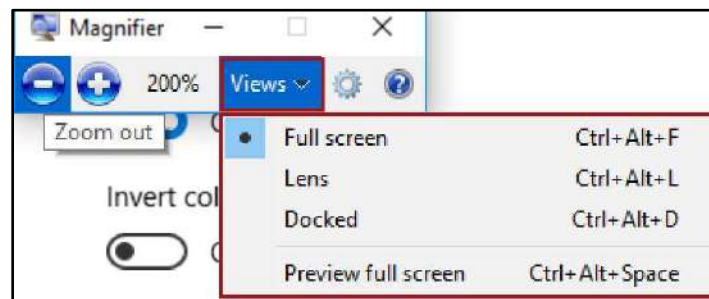 Magnifier
200% Views
Zoom out
Full screen Ctrl+Alt+F
Lens Ctrl+Alt+L
Invert col
Docked Ctrl+Alt+D
Preview full screen Ctrl+Alt+Space